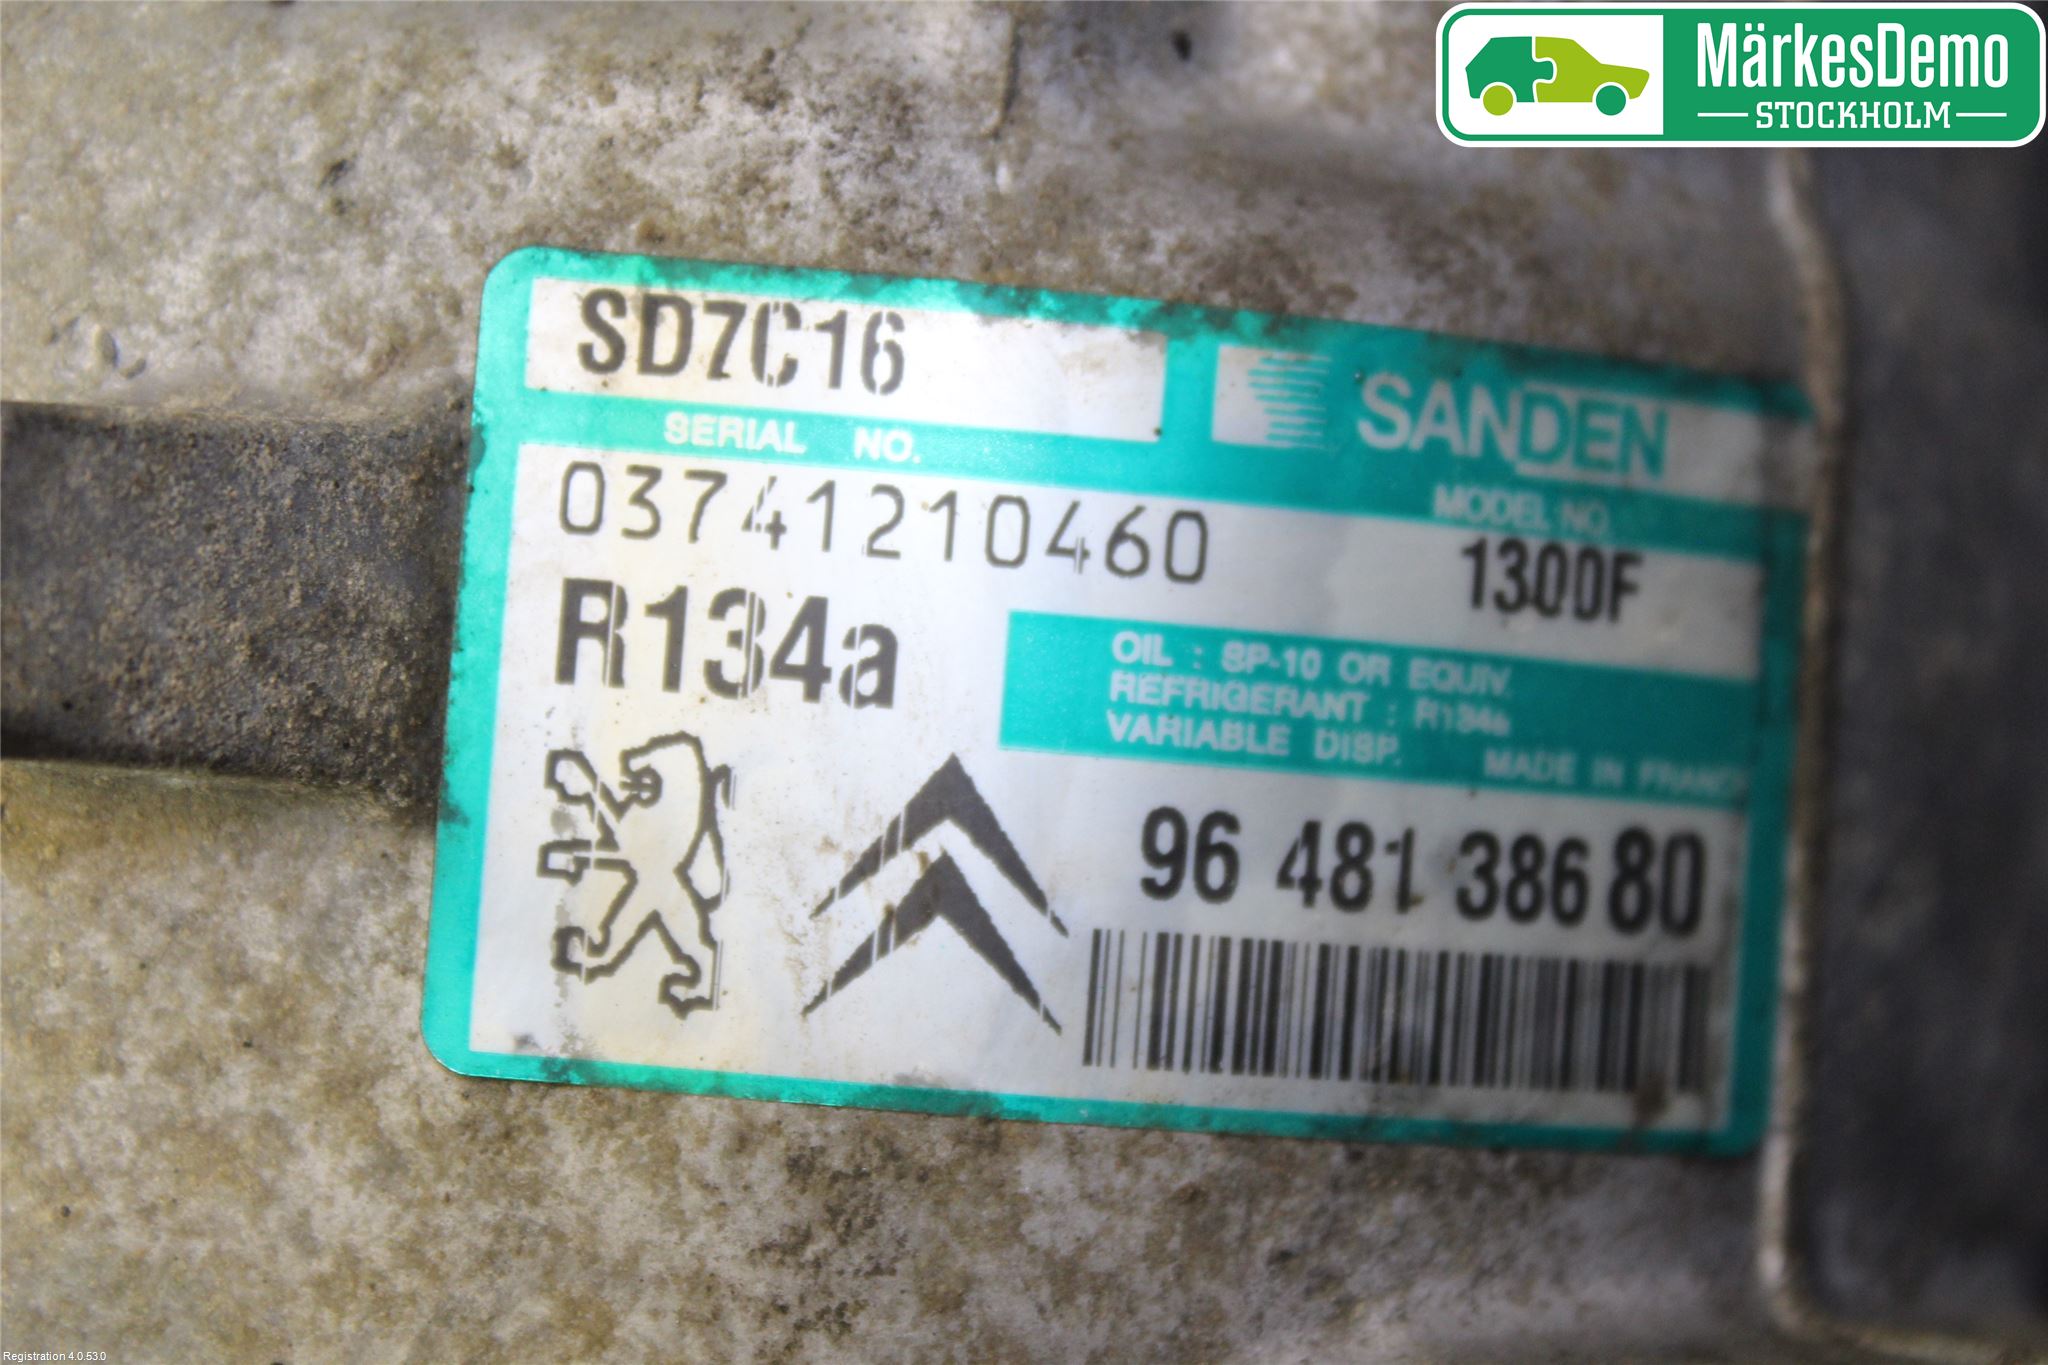 MärkesDemo
STOCKHOLM
SD7C16
SANDEN
SERIAL NO.
MODEL NO.
03741210460
1300F
R134a
OIL : SP-10 OR EQUIV.
REFRIGERANT : R134a
VARIABLE DISP. MADE IN FRANCE
96 481 386 80
Registration 4.0.53.0